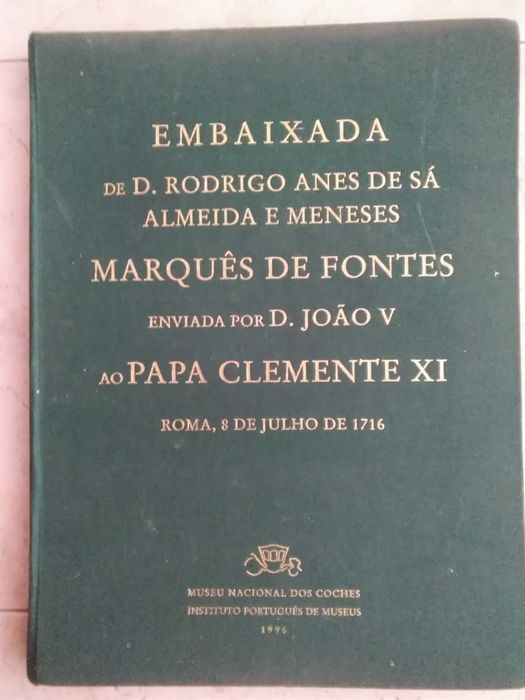 EMBAIXADA
DE D. RODRIGO ANES DE SÁ
ALMEIDA E MENESES
MARQUÊS DE FONTES
ENVIADA POR D. JOÃO V
AO PAPA CLEMENTE XI
ROMA, 8 DE JULHO DE 1716
MUSEU NACIONAL DOS COCHES
INSTITUTO PORTUGUÊS DE MUSEUS
1996